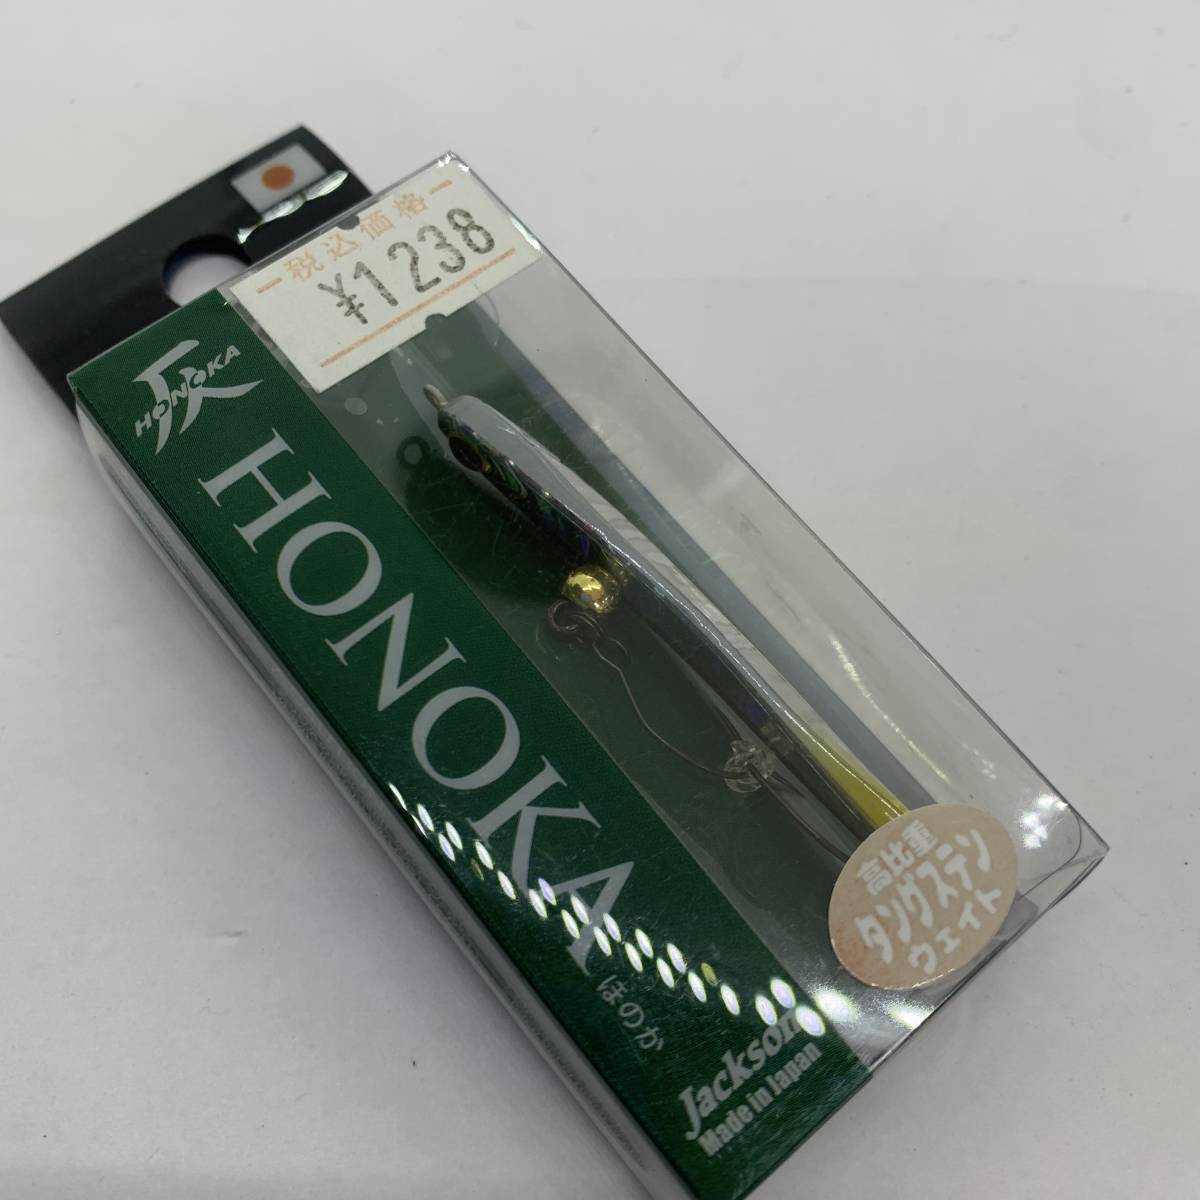 税込価格
¥1238
灰
HONOKA
HONOKA
ほのか
Jackson
Made in Japan
高比重
タングステン
ウェイト